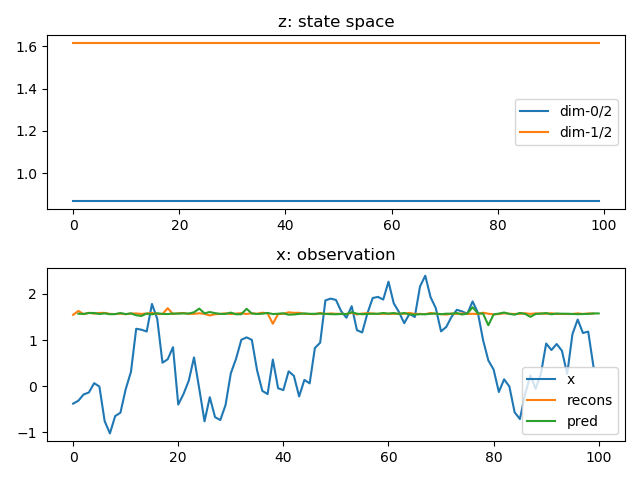 z: state space
1.6
1.4
1.2
1.0
dim-0/2
dim-1/2
0 20 40 60 80 100
x: observation
2
1
0
−1
x
recons
pred
0 20 40 60 80 100